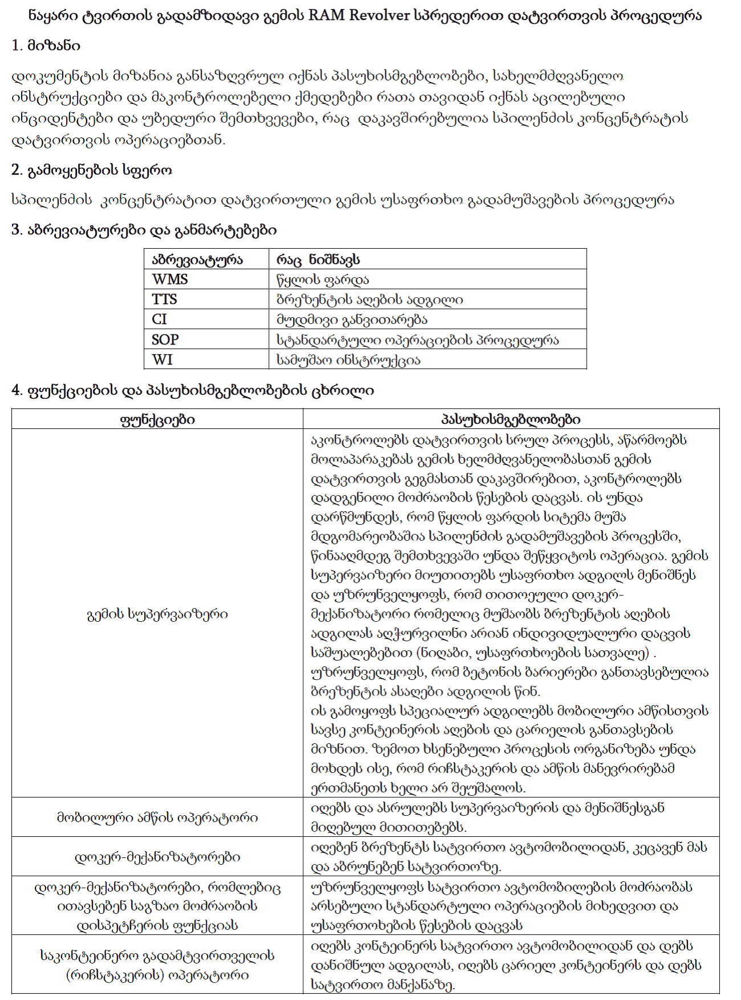 ნაყარი ტვირთის გადამზიდავი გემის RAM Revolver სპრედერით დატვირთვის პროცედურა
1. მიზანი
დოკუმენტის მიზანია განსაზღვრულ იქნას პასუხისმგებლობები, სახელმძღვანელო
ინსტრუქციები და მაკონტროლებელი ქმედებები რათა თავიდან იქნას აცილებული
ინციდენტები და უბედური შემთხვევები, რაც დაკავშირებულია სპილენძის კონცენტრატის
დატვირთვის ოპერაციებთან.
2. გამოყენების სფერო
სპილენძის კონცენტრატით დატვირთული გემის უსაფრთხო გადამუშავების პროცედურა
3. აბრევიატურები და განმარტებები
აბრევიატურა რაც ნიშნავს
WMS წყლის ფარდა
TTS ბრეზენტის აღების ადგილი
CI მუდმივი განვითარება
SOP სტანდარტული ოპერაციების პროცედურა
WI სამუშაო ინსტრუქცია
4. ფუნქციების და პასუხისმგებლობების ცხრილი
ფუნქციები პასუხისმგებლობები
გემის სუპერვაიზერი
აკონტროლებს დატვირთვის სრულ პროცესს, აწარმოებს
მოლაპარაკებას გემის ხელმძღვანელობასთან გემის
დატვირთვის გეგმასთან დაკავშირებით, აკონტროლებს
დადგენილი მოძრაობის წესების დაცვას. ის უნდა
დარწმუნდეს, რომ წყლის ფარდის სიტემა მუშა
მდგომარეობაშია სპილენძის გადამუშავების პროცესში,
წინააღმდეგ შემთხვევაში უნდა შეწყვიტოს ოპერაცია. გემის
სუპერვაიზერი მიუთითებს უსაფრთხო ადგილს მენიშნეს
და უზრუნველყოფს, რომ თითოეული დოკერ-
მექანიზატორი რომელიც მუშაობს ბრეზენტის აღების
ადგილას აღჭურვილნი არიან ინდივიდუალური დაცვის
საშუალებებით (ნიღაბი, უსაფრთხოების სათვალე) .
უზრუნველყოფს, რომ ბეტონის ბარიერები განთავსებულია
ბრეზენტის ასაღები ადგილის წინ.
ის გამოყოფს სპეციალურ ადგილებს მობილური ამწისთვის
სავსე კონტეინერის აღების და ცარიელის განთავსების
მიზნით. ზემოთ ხსენებული პროცესის ორგანიზება უნდა
მოხდეს ისე, რომ რიჩსტაკერის და ამწის მანევრირებამ
ერთმანეთს ხელი არ შეუშალოს.
მობილური ამწის ოპერატორი
იღებს და ასრულებს სუპერვაიზერის და მენიშნესგან
მიღებულ მითითებებს.
დოკერ-მექანიზატორები
იღებენ ბრეზენტს სატვირთო ავტომობილიდან, კეცავენ მას
და აბრუნებენ სატვირთოზე.
დოკერ-მექანიზატორები, რომლებიც
ითავსებენ საგზაო მოძრაობის
დისპეტჩერის ფუნქციას
უზრუნველყოფს სატვირთო ავტომობილების მოძრაობას
არსებული სტანდარტული ოპერაციების მიხედვით და
უსაფრთოხების წესების დაცვას
საკონტეინერო გადამტვირთველის
(რიჩსტაკერის) ოპერატორი
იღებს კონტეინერს სატვირთო ავტომობილიდან და დებს
დანიშნულ ადგილას, იღებს ცარიელ კონტეინერს და დებს
სატვირთო მანქანაზე.